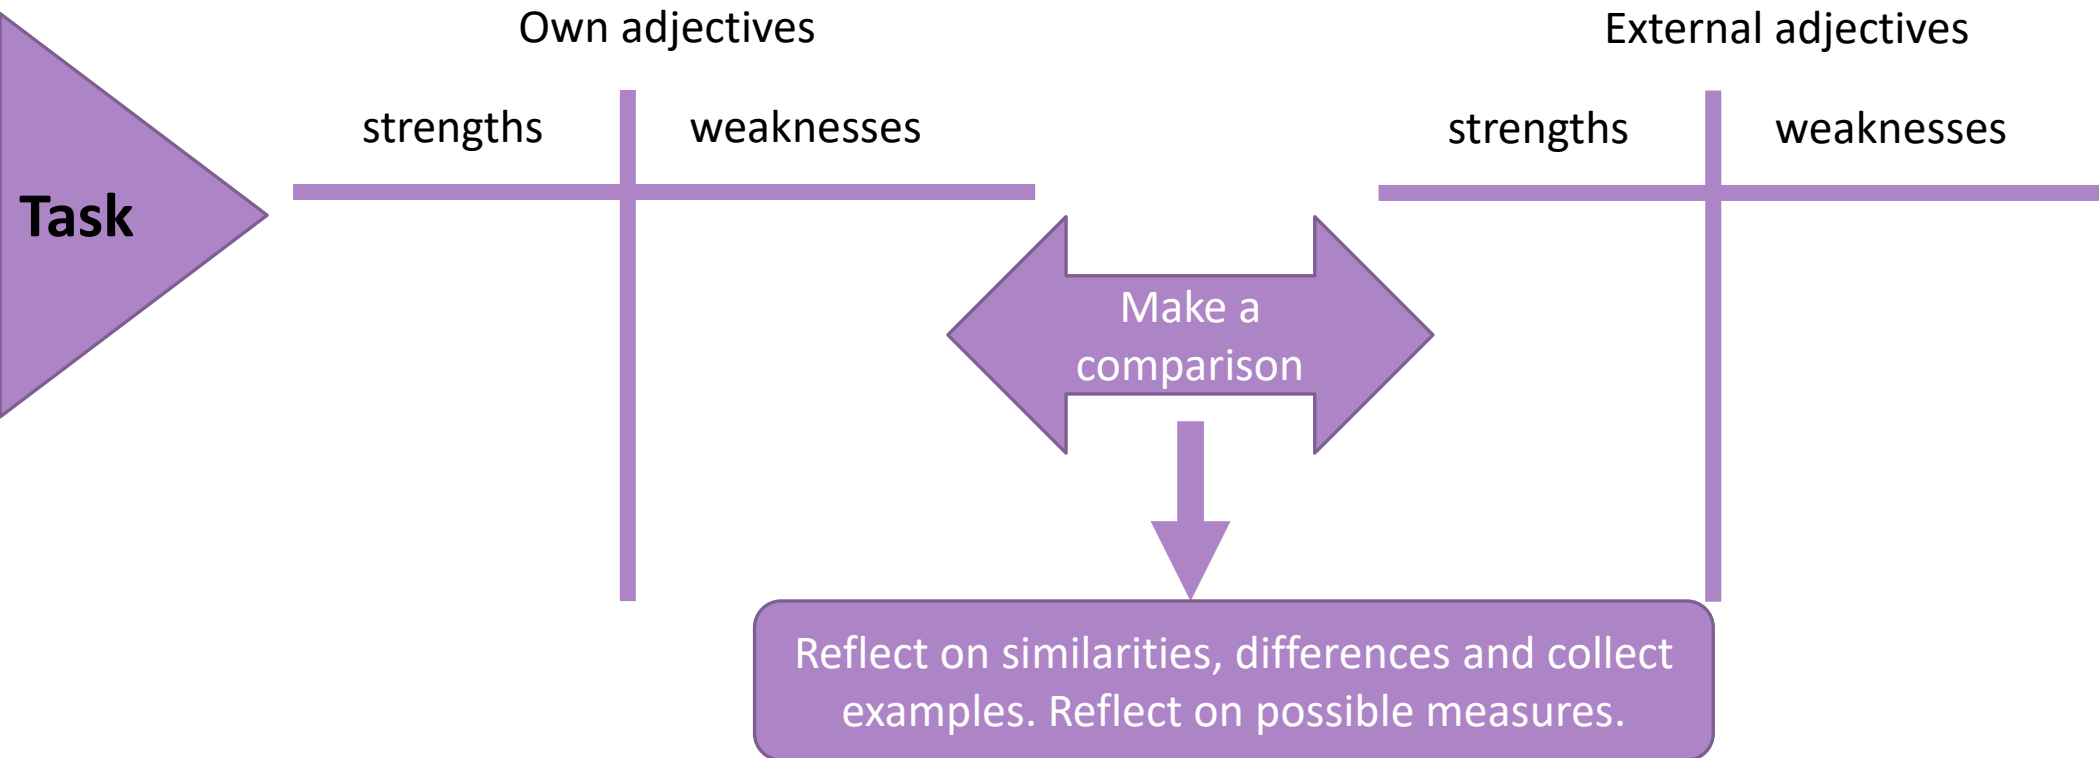 Task
Own adjectives
strengths
weaknesses
External adjectives
strengths
weaknesses
Make a
comparison
Reflect on similarities, differences and collect
examples. Reflect on possible measures.